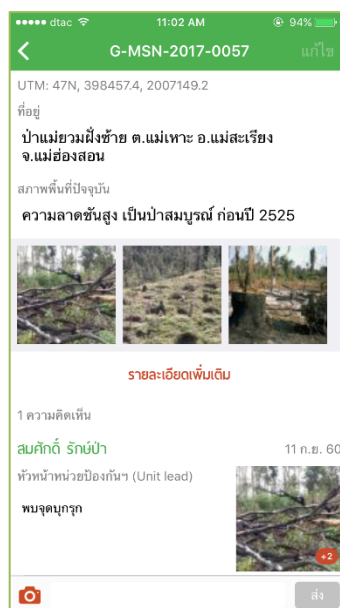 dtac 11:02 AM 94%
G-MSN-2017-0057 แก้ไข
UTM: 47N, 398457.4, 2007149.2
ที่อยู่
ป่าแม่ยวมฝั่งซ้าย ต.แม่เหาะ อ.แม่สะเรียง
จ.แม่ฮ่องสอน
สภาพพื้นที่ปัจจุบัน
ความลาดชันสูง เป็นป่าสมบูรณ์ ก่อนปี 2525
รายละเอียดเพิ่มเติม
1 ความคิดเห็น
สมศักดิ์ รักษ์ป่า 11 ก.ย. 60
หัวหน้าหน่วยป้องกันฯ (Unit lead)
พบจุดบุกรุก
+2
ส่ง